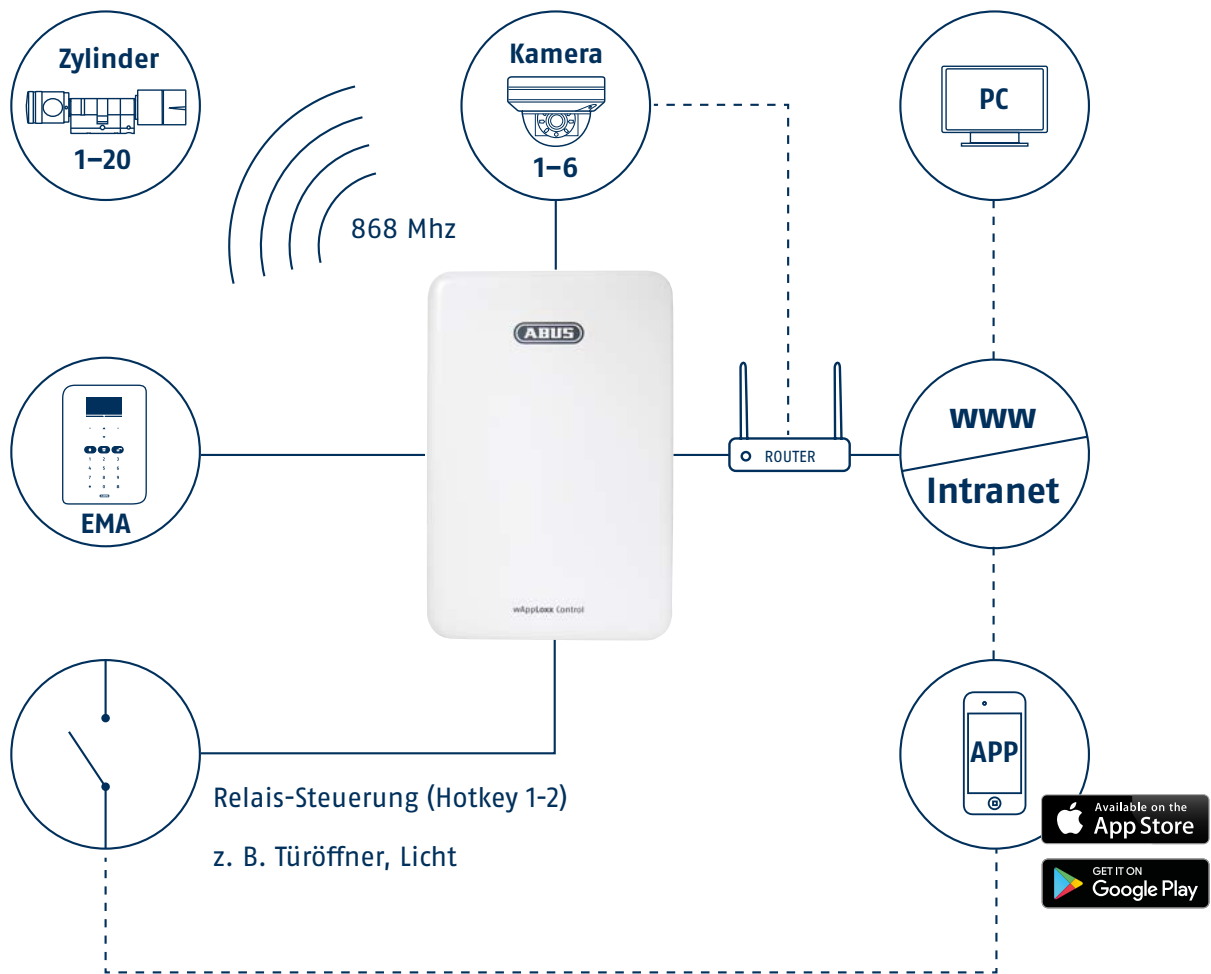 Zylinder
1–20
868 Mhz
Kamera
1–6
PC
ABUS
wAppLoxx Control
EMA
ROUTER
www
Intranet
Relais-Steuerung (Hotkey 1-2)
z. B. Türöffner, Licht
APP
Available on the
App Store
GET IT ON
Google Play